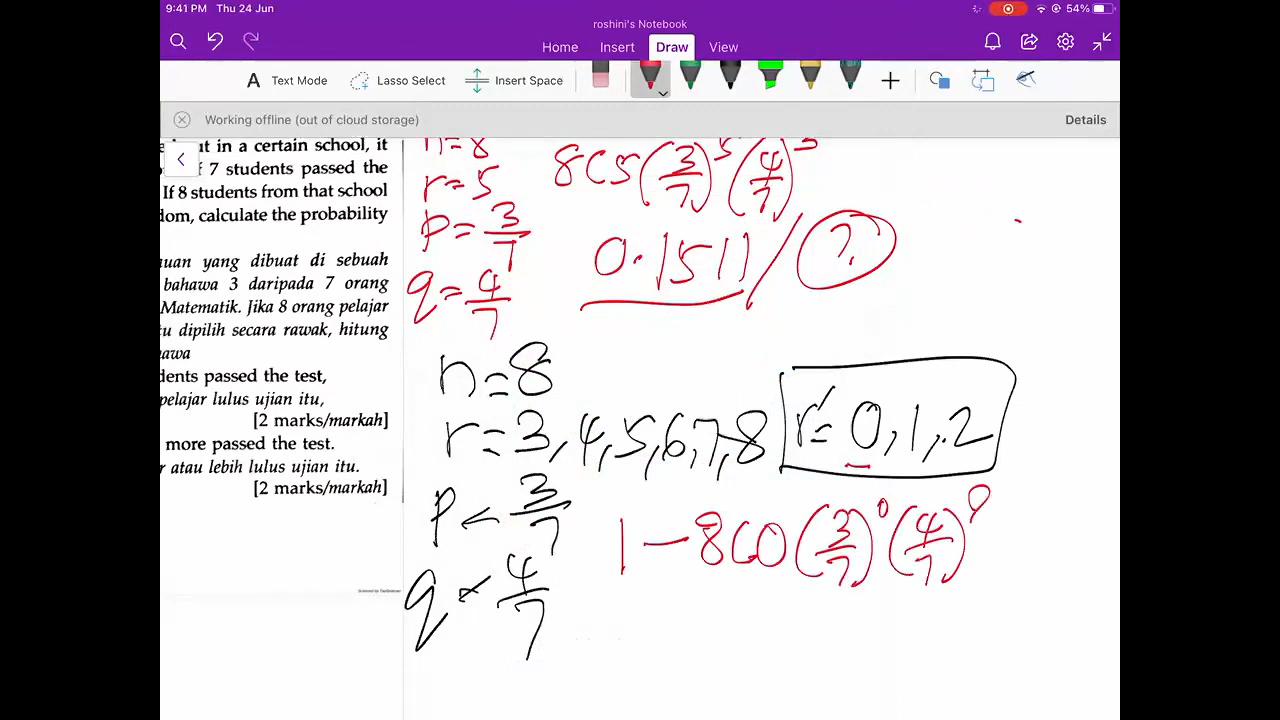 9:41 PM Thu 24 Jun
54%
roshini's Notebook
Home Insert Draw View
Text Mode Lasso Select Insert Space
Working offline (out of cloud storage) Details
ut in a certain school, it
f 7 students passed the
If 8 students from that school
dom, calculate the probability
uan yang dibuat di sebuah
bahawa 3 daripada 7 orang
Matematik. Jika 8 orang pelajar
tu dipilih secara rawak, hitung
awa
dents passed the test,
pelajar lulus ujian itu,
[2 marks/markah]
more passed the test.
r atau lebih lulus ujian itu.
[2 marks/markah]
n=8
r=5
p=3/7
q=4/7
8C5(3/7)^5(4/7)^3
0.1511/ ?
n=8
r=3,4,5,6,7,8 r'=0,1,2
p<3/7
q<4/7
1-8C0(3/7)^0(4/7)^8